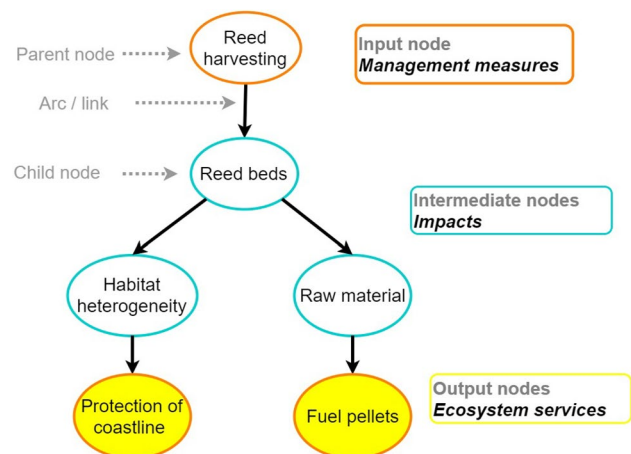 Reed
harvesting
Input node
Management measures
Parent node
Arc / link
Child node
Reed beds
Intermediate nodes
Impacts
Habitat
heterogeneity
Raw material
Protection of
coastline
Fuel pellets
Output nodes
Ecosystem services